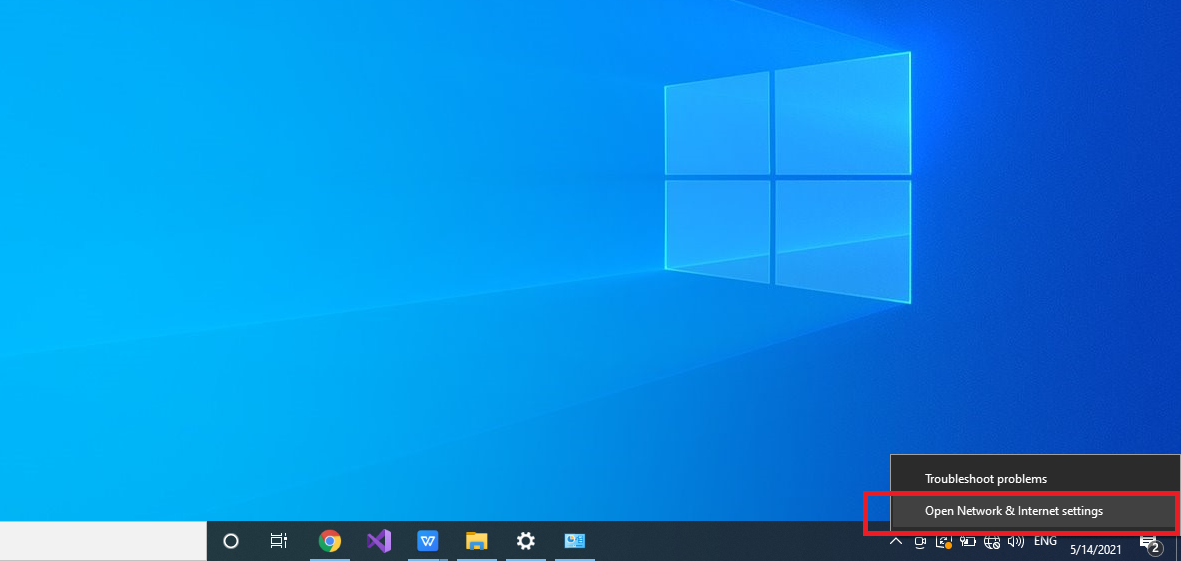 Troubleshoot problems
Open Network & Internet settings
W
ENG
5/14/2021
2